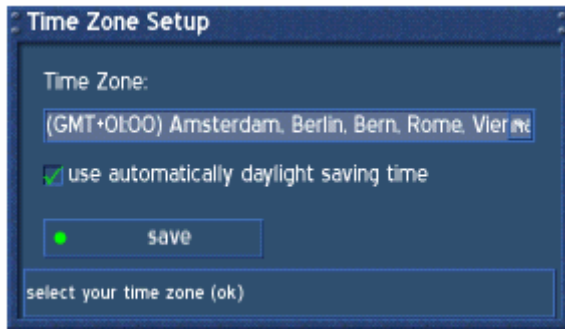 Time Zone Setup
Time Zone:
(GMT+01:00) Amsterdam, Berlin, Bern, Rome,
use automatically daylight saving time
save
select your time zone (ok)